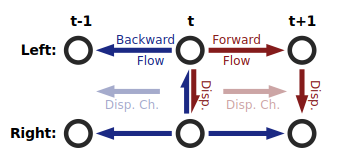 t-1 t t+1
Left: Backward Forward
Flow Flow
Disp. Disp.
Disp. Ch. Disp. Ch.
Right: